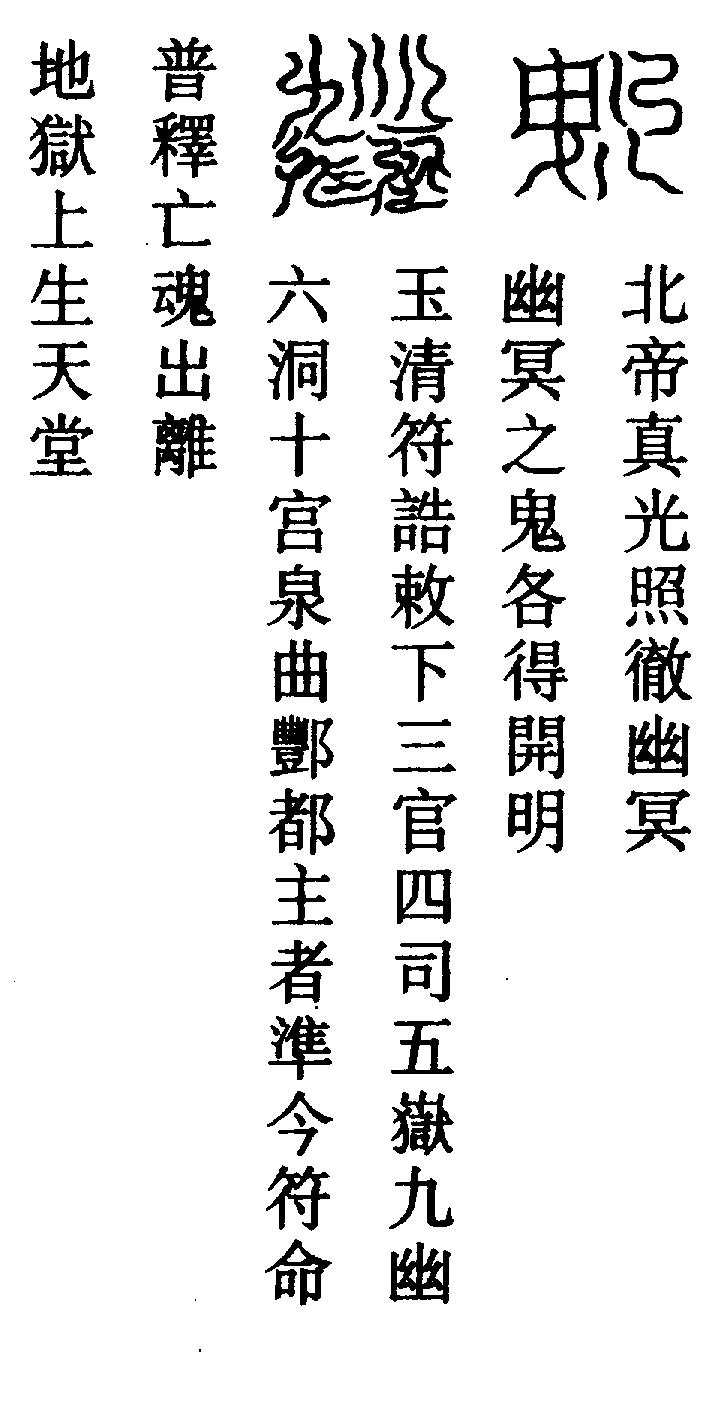 北帝真光照徹幽冥
幽冥之鬼各得開明
玉清符誥敕下三官四司五嶽九幽
六洞十宮泉曲酆都主者準今符命
普釋亡魂出離
地獄上生天堂